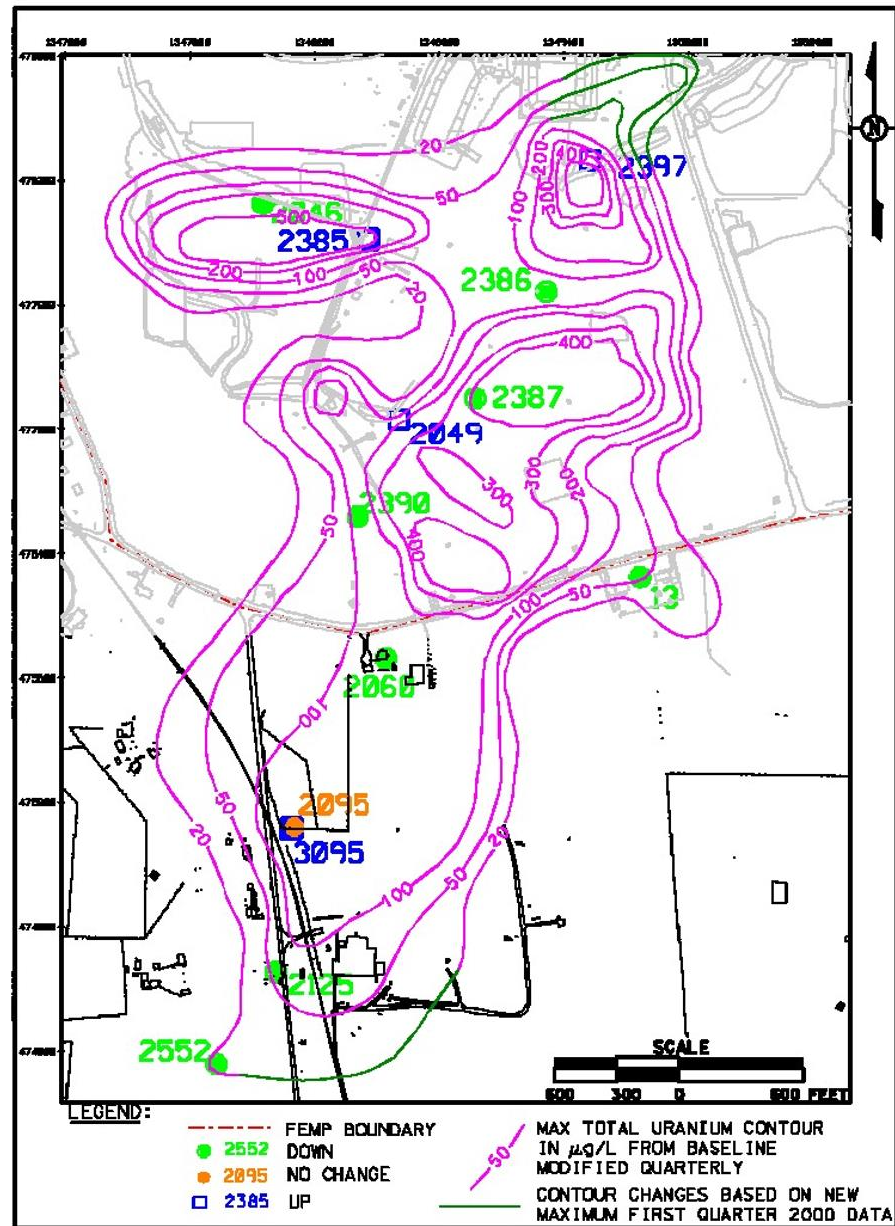 N
20
50
200
400
2397
100
300
500
2385
200
100
50
20
2386
400
2387
2049
300
200
300
2390
50
400
13
100
50
2060
100
2095
50
20
3095
20
50
100
2125
2552
SCALE
600 300 0 600 FEET
LEGEND:
FEMP BOUNDARY
2552 DOWN
2095 NO CHANGE
2385 UP
50
MAX TOTAL URANIUM CONTOUR
IN µg/L FROM BASELINE
MODIFIED QUARTERLY
CONTOUR CHANGES BASED ON NEW
MAXIMUM FIRST QUARTER 2000 DATA